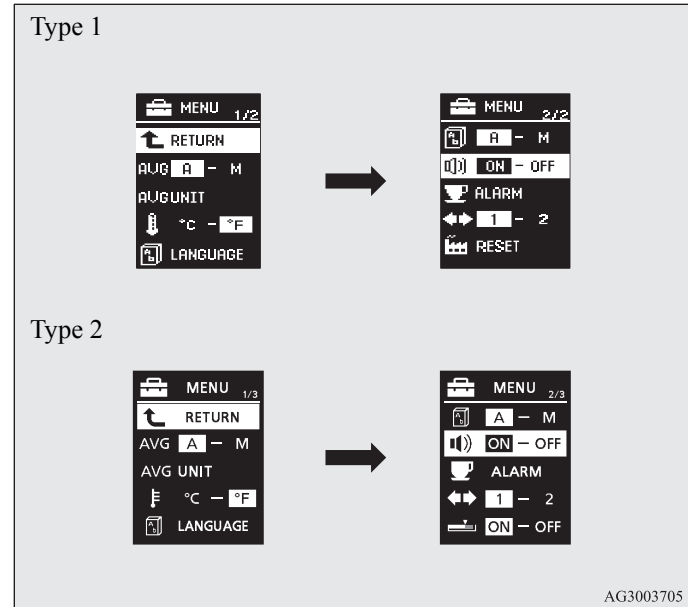 Type 1
MENU 1/2
RETURN
AVG A - M
AVGUNIT
°C - °F
LANGUAGE
MENU 2/2
A - M
ON - OFF
ALARM
1 - 2
RESET
Type 2
MENU 1/3
RETURN
AVG A - M
AVG UNIT
°C - °F
LANGUAGE
MENU 2/3
A - M
ON - OFF
ALARM
1 - 2
ON - OFF
AG3003705